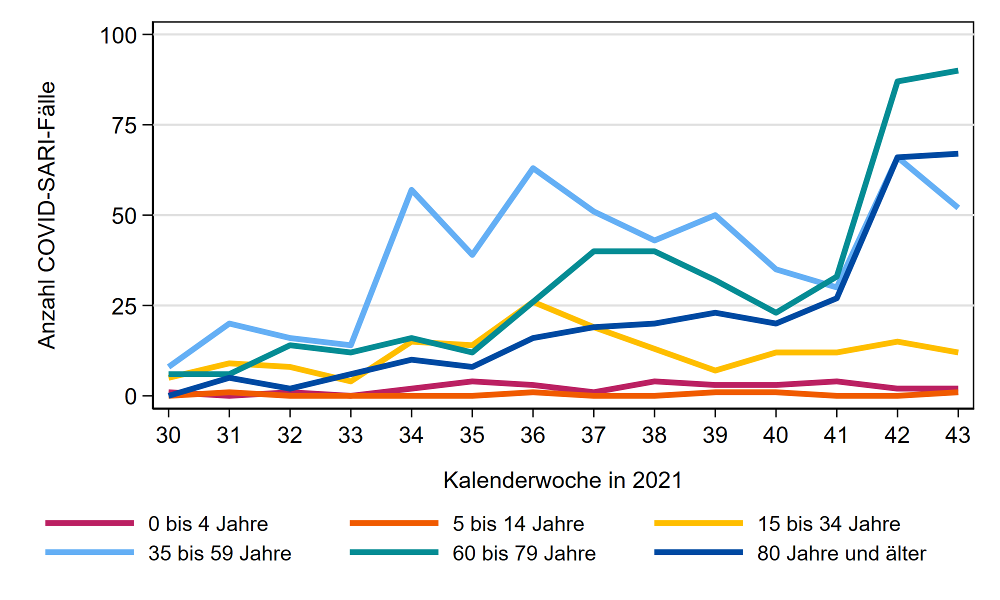 100
75
50
25
0
Anzahl COVID-SARI-Fälle
30 31 32 33 34 35 36 37 38 39 40 41 42 43
Kalenderwoche in 2021
0 bis 4 Jahre 5 bis 14 Jahre 15 bis 34 Jahre
35 bis 59 Jahre 60 bis 79 Jahre 80 Jahre und älter